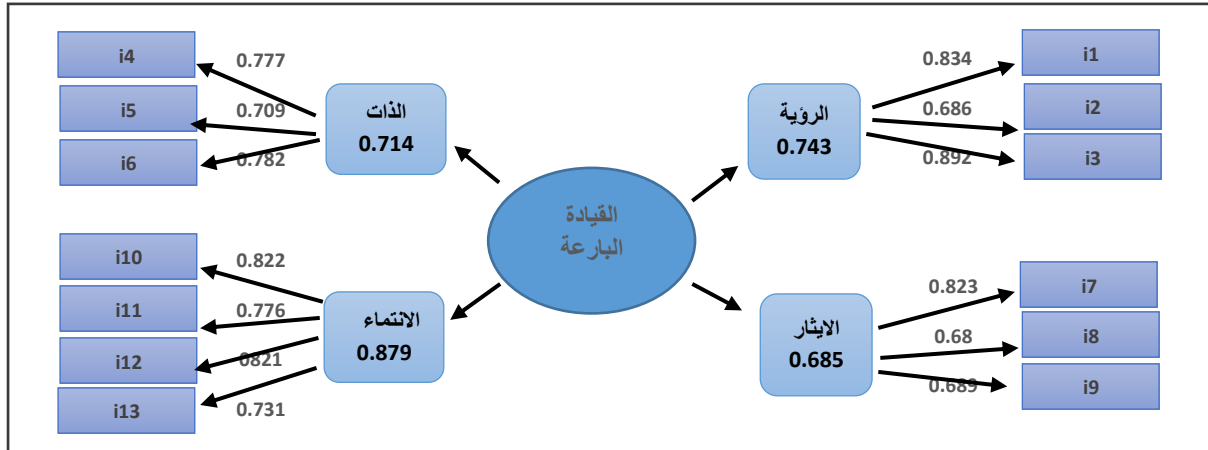 القيادة
البارعة
الرؤية
0.743
0.834
i1
0.686
i2
0.892
i3
الذات
0.714
0.777
i4
0.709
i5
0.782
i6
الايثار
0.685
0.823
i7
0.68
i8
0.689
i9
الانتماء
0.879
0.822
i10
0.776
i11
0821
i12
0.731
i13